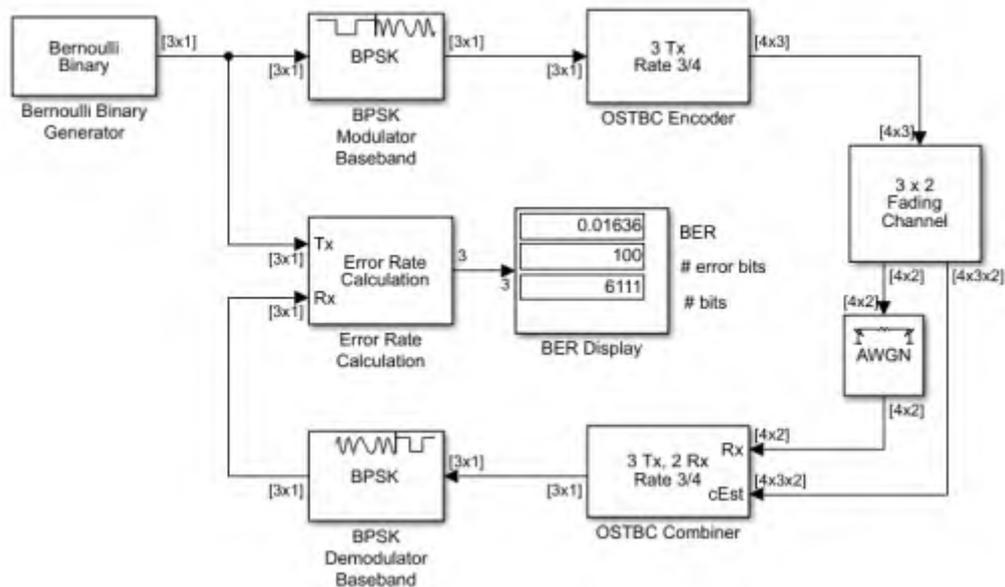 Bernoulli
Binary
[3x1]
Bernoulli Binary
Generator
[3x1]
BPSK
[3x1]
BPSK
Modulator
Baseband
[3x1]
3 Tx
Rate 3/4
[4x3]
OSTBC Encoder
[4x3]
3 x 2
Fading
Channel
[4x2]
[4x3x2]
[4x2]
AWGN
[4x2]
Tx
[3x1]
Error Rate
Calculation
Rx
[3x1]
3
Error Rate
Calculation
3
0.01636
100
6111
BER
# error bits
# bits
BER Display
[4x2]
Rx
3 Tx, 2 Rx
Rate 3/4
cEst
[4x3x2]
[3x1]
OSTBC Combiner
[3x1]
BPSK
[3x1]
BPSK
Demodulator
Baseband